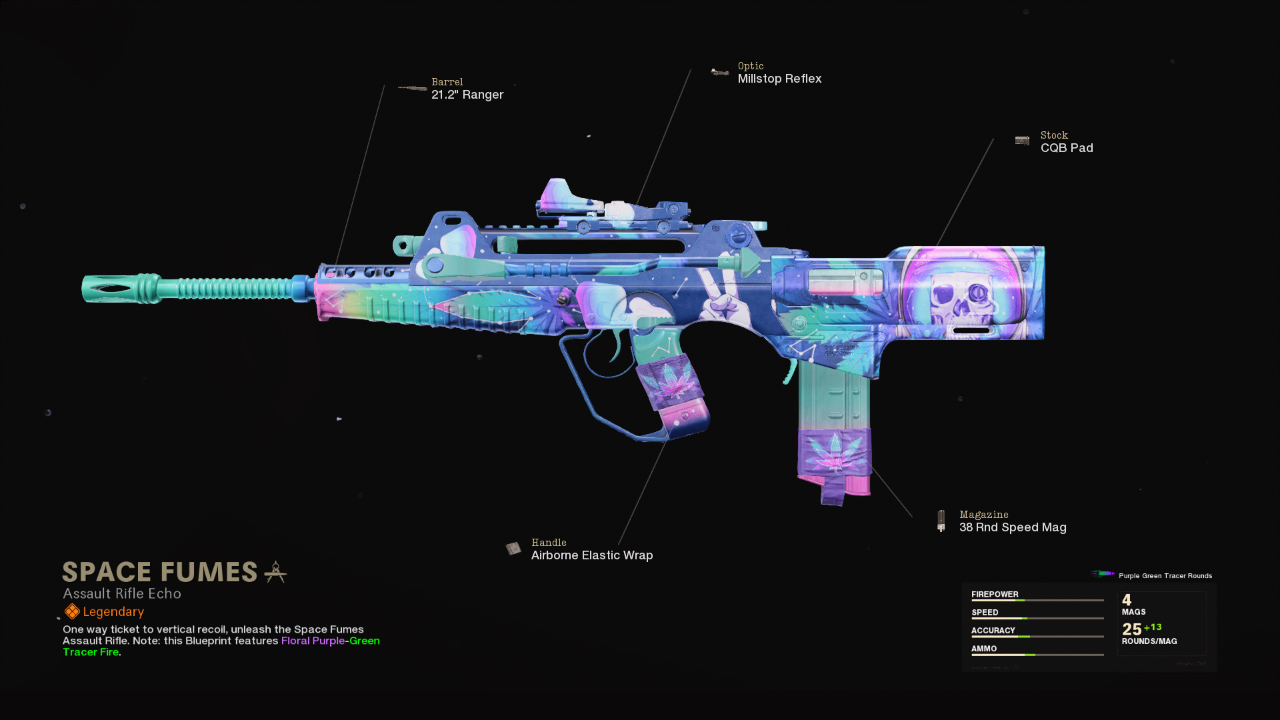 Optic
Millstop Reflex
Barrel
21.2" Ranger
Stock
CQB Pad
Magazine
38 Rnd Speed Mag
Handle
Airborne Elastic Wrap
SPACE FUMES
Assault Rifle Echo
Legendary
One way ticket to vertical recoil, unleash the Space Fumes
Assault Rifle. Note: this Blueprint features Floral Purple-Green
Tracer Fire.
Purple Green Tracer Rounds
FIREPOWER
SPEED
ACCURACY
AMMO
4
MAGS
25 +13
ROUNDS/MAG